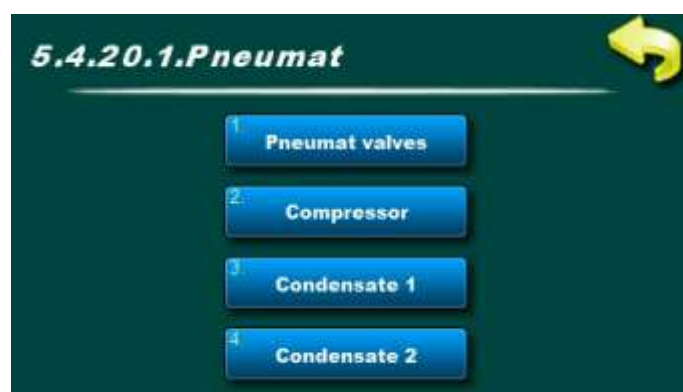 5.4.20.1.Pneumat
1.
Pneumat valves
2.
Compressor
3.
Condensate 1
4.
Condensate 2